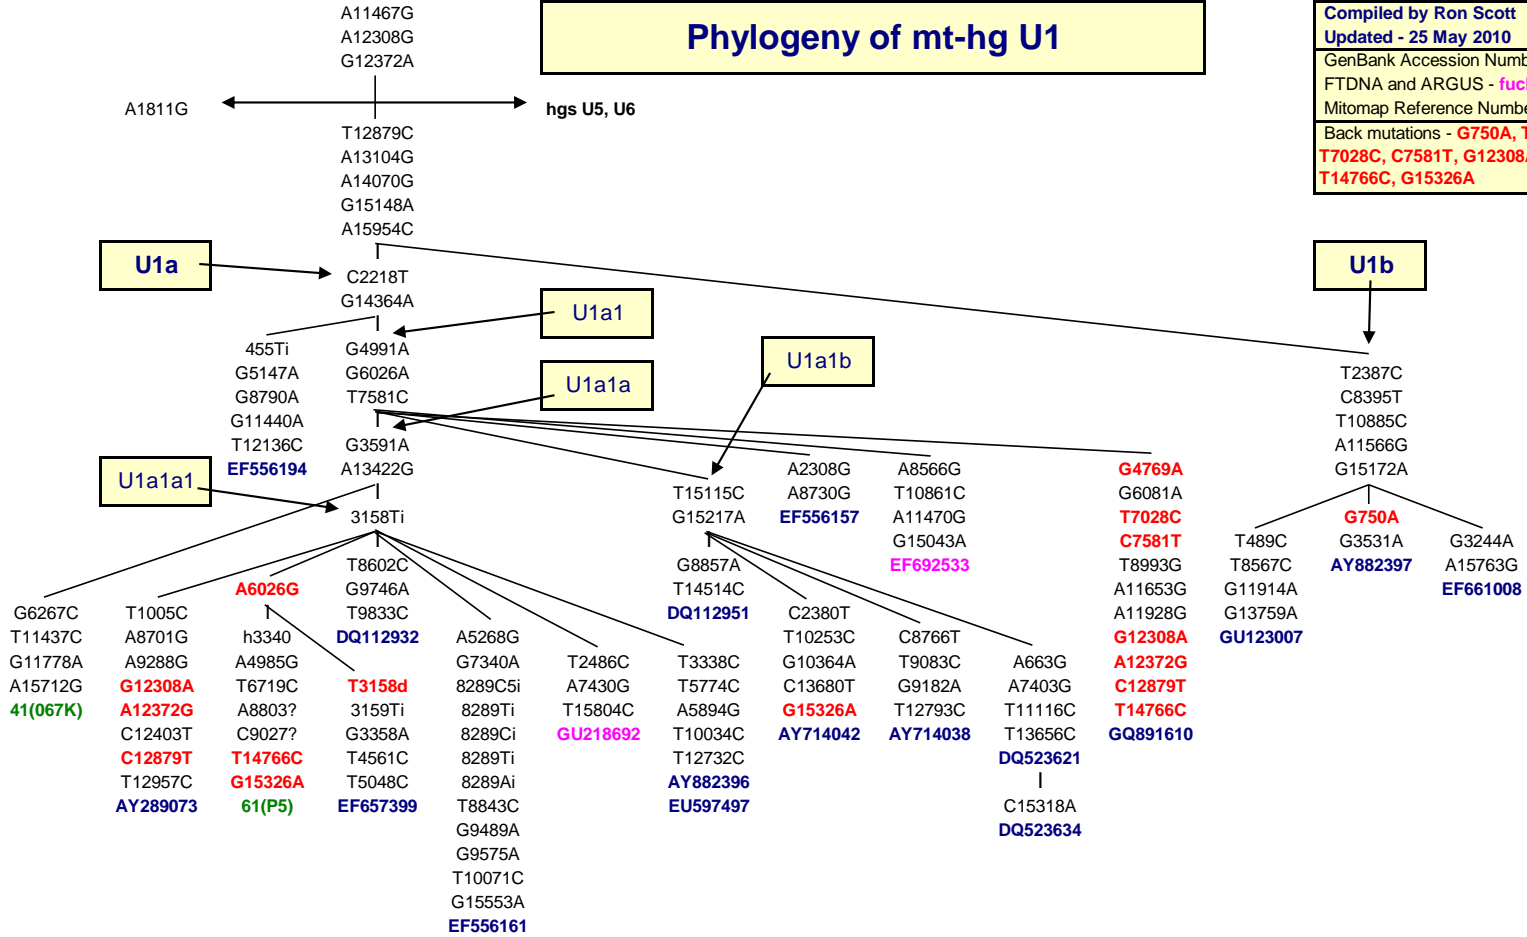 A11467G
A12308G
G12372A
Phylogeny of mt-hg U1
Compiled by Ron Scott
Updated - 25 May 2010
GenBank Accession Numb
FTDNA and ARGUS - fuch
Mitomap Reference Numbe
Back mutations - G750A, T
T7028C, C7581T, G12308A
T14766C, G15326A
A1811G
hgs U5, U6
T12879C
A13104G
A14070G
G15148A
A15954C
U1a
C2218T
G14364A
U1b
U1a1
455Ti
G5147A
G8790A
G11440A
T12136C
EF556194
G4991A
G6026A
T7581C
U1a1a
U1a1b
G3591A
A13422G
U1a1a1
3158Ti
T2387C
C8395T
T10885C
A11566G
G15172A
G6267C
T11437C
G11778A
A15712G
41(067K)
T1005C
A8701G
A9288G
G12308A
A12372G
C12403T
C12879T
T12957C
AY289073
A6026G
h3340
A4985G
T6719C
A8803?
C9027?
T14766C
G15326A
61(P5)
T8602C
G9746A
T9833C
DQ112932
T3158d
3159Ti
G3358A
T4561C
T5048C
EF657399
A5268G
G7340A
8289C5i
8289Ti
8289Ci
8289Ti
8289Ai
T8843C
G9489A
G9575A
T10071C
G15553A
EF556161
T2486C
A7430G
T15804C
GU218692
T3338C
T5774C
A5894G
T10034C
T12732C
AY882396
EU597497
T15115C
G15217A
G8857A
T14514C
DQ112951
A2308G
A8730G
EF556157
C2380T
T10253C
G10364A
C13680T
G15326A
AY714042
A8566G
T10861C
A11470G
G15043A
EF692533
C8766T
T9083C
G9182A
T12793C
AY714038
A663G
A7403G
T11116C
T13656C
DQ523621
C15318A
DQ523634
G4769A
G6081A
T7028C
C7581T
T8993G
A11653G
A11928G
G12308A
A12372G
C12879T
T14766C
GQ891610
T489C
T8567C
G11914A
G13759A
GU123007
G750A
G3531A
AY882397
G3244A
A15763G
EF661008